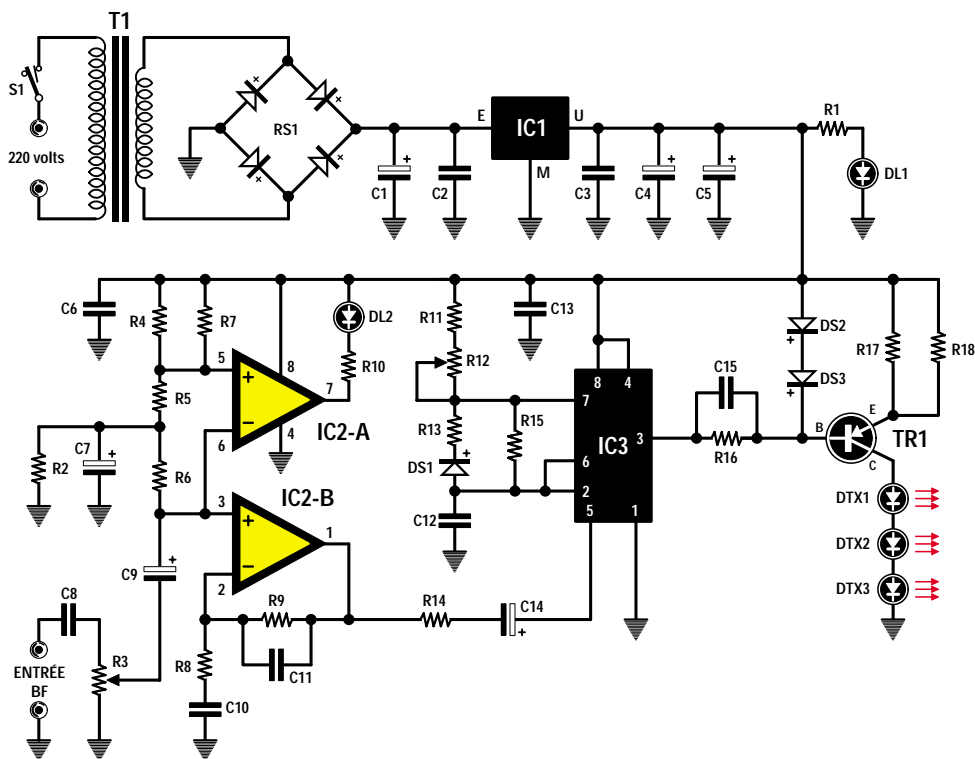 T1
S1
220 volts
RS1
E
IC1
U
M
C1
+
C2
C3
C4
+
C5
+
R1
DL1
C6
R4
R7
DL2
R10
R11
R12
C13
DS2
DS3
R17
R18
5
+
8
7
6
−
4
IC2-A
R5
R2
C7
+
R6
R13
DS1
+
R15
C12
8
4
7
6
2
5
IC3
3
1
C15
R16
B
E
C
TR1
DTX1
DTX2
DTX3
IC2-B
3
+
1
2
−
C9
+
C8
R3
ENTRÉE
BF
R9
R8
C11
C10
R14
C14
+